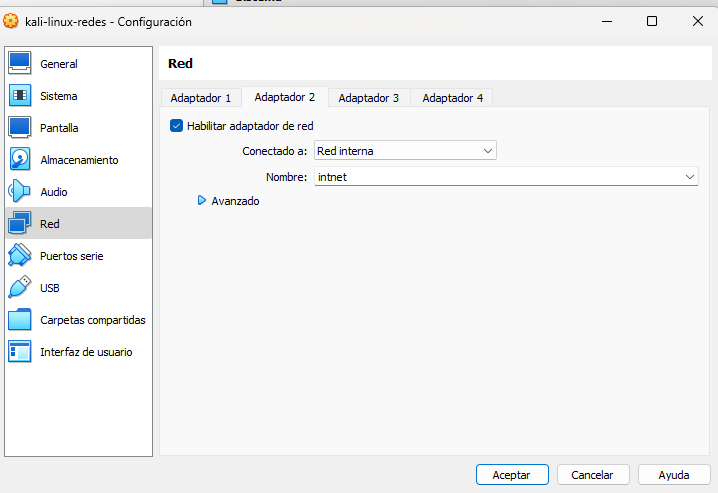 kali-linux-redes - Configuración
General
Sistema
Pantalla
Almacenamiento
Audio
Red
Puertos serie
USB
Carpetas compartidas
Interfaz de usuario
Red
Adaptador 1 Adaptador 2 Adaptador 3 Adaptador 4
Habilitar adaptador de red
Conectado a: Red interna
Nombre: intnet
Avanzado
Aceptar Cancelar Ayuda